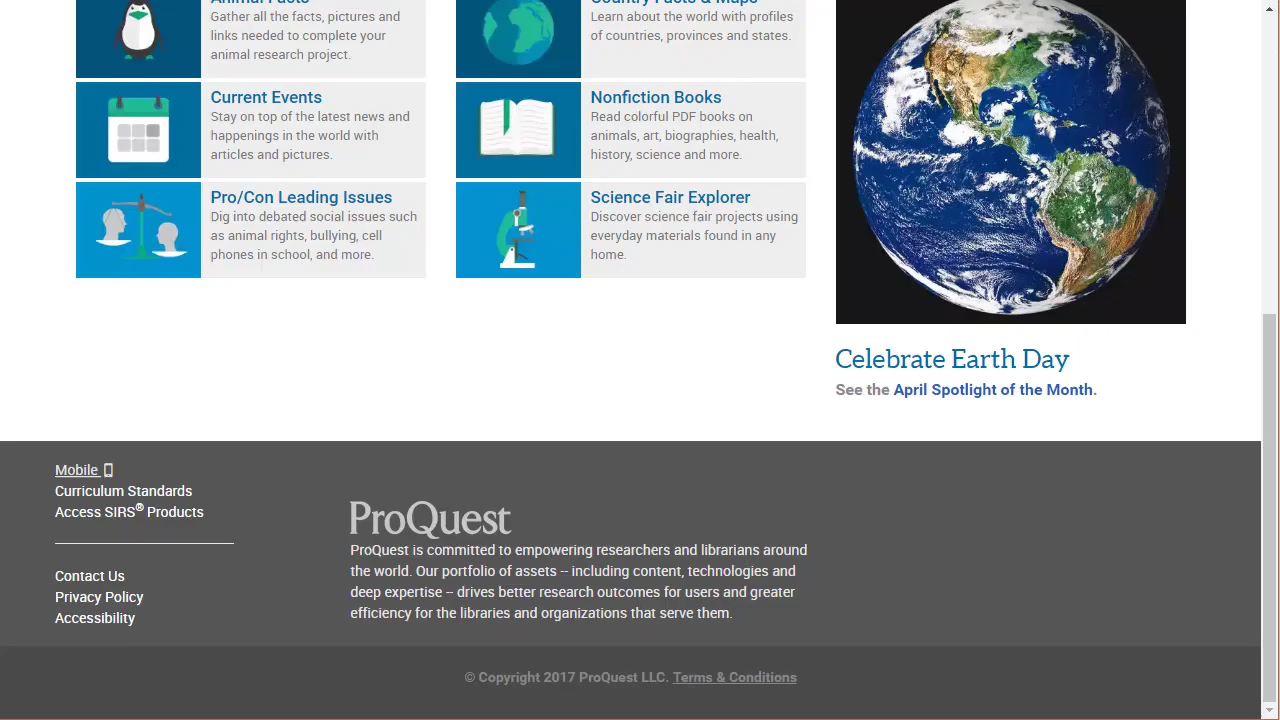 Animal Facts
Gather all the facts, pictures and
links needed to complete your
animal research project.
Country Facts & Maps
Learn about the world with profiles
of countries, provinces and states.
Current Events
Stay on top of the latest news and
happenings in the world with
articles and pictures.
Nonfiction Books
Read colorful PDF books on
animals, art, biographies, health,
history, science and more.
Pro/Con Leading Issues
Dig into debated social issues such
as animal rights, bullying, cell
phones in school, and more.
Science Fair Explorer
Discover science fair projects using
everyday materials found in any
home.
Celebrate Earth Day
See the April Spotlight of the Month.
Mobile
Curriculum Standards
Access SIRS® Products
Contact Us
Privacy Policy
Accessibility
ProQuest
ProQuest is committed to empowering researchers and librarians around
the world. Our portfolio of assets -- including content, technologies and
deep expertise -- drives better research outcomes for users and greater
efficiency for the libraries and organizations that serve them.
© Copyright 2017 ProQuest LLC. Terms & Conditions